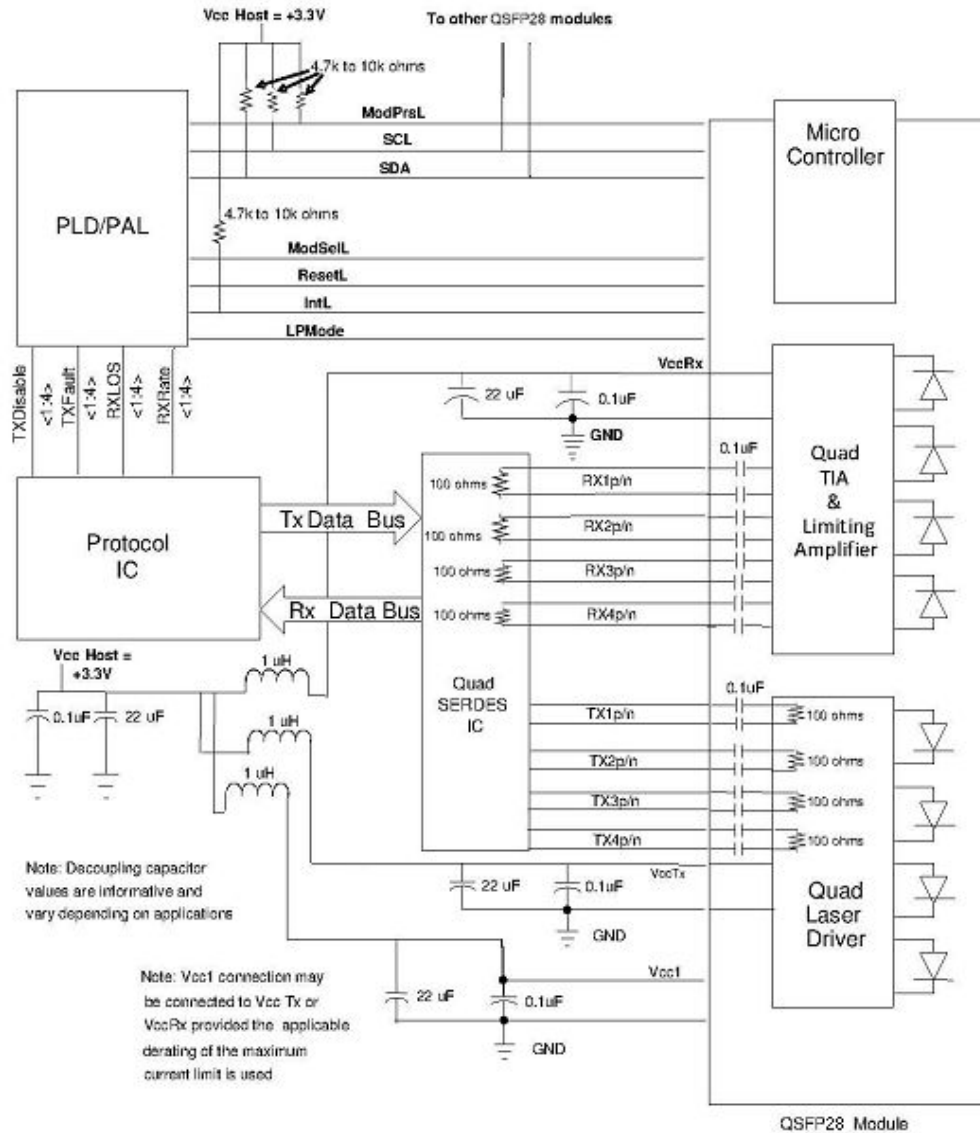 Vcc Host = +3.3V
To other QSFP28 modules
4.7k to 10k ohms
ModPrsL
SCL
SDA
Micro
Controller
PLD/PAL
4.7k to 10k ohms
ModSelL
ResetL
IntL
LPMode
TXDisable
<1:4>
TXFault
<1:4>
RXLOS
<1:4>
RXRate
<1:4>
VccRx
22 uF
0.1uF
GND
0.1uF
Quad
TIA
&
Limiting
Amplifier
100 ohms
RX1p/n
100 ohms
RX2p/n
100 ohms
RX3p/n
100 ohms
RX4p/n
Protocol
IC
Tx Data Bus
Rx Data Bus
Vcc Host =
+3.3V
0.1uF
22 uF
1 uH
1 uH
1 uH
Quad
SERDES
IC
0.1uF
TX1p/n
100 ohms
TX2p/n
100 ohms
TX3p/n
100 ohms
TX4p/n
100 ohms
VccTx
22 uF
0.1uF
GND
Quad
Laser
Driver
Note: Decoupling capacitor
values are informative and
vary depending on applications
Vcc1
22 uF
0.1uF
GND
Note: Vcc1 connection may
be connected to Vcc Tx or
VccRx provided the applicable
derating of the maximum
current limit is used
QSFP28 Module